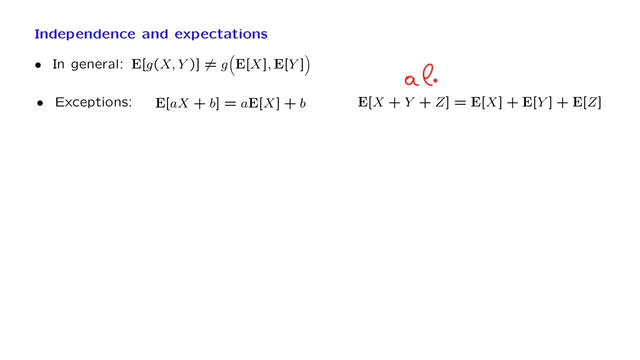 Independence and expectations
• In general: E[g(X, Y)] ≠ g(E[X], E[Y])
al
• Exceptions: E[aX + b] = aE[X] + b E[X + Y + Z] = E[X] + E[Y] + E[Z]